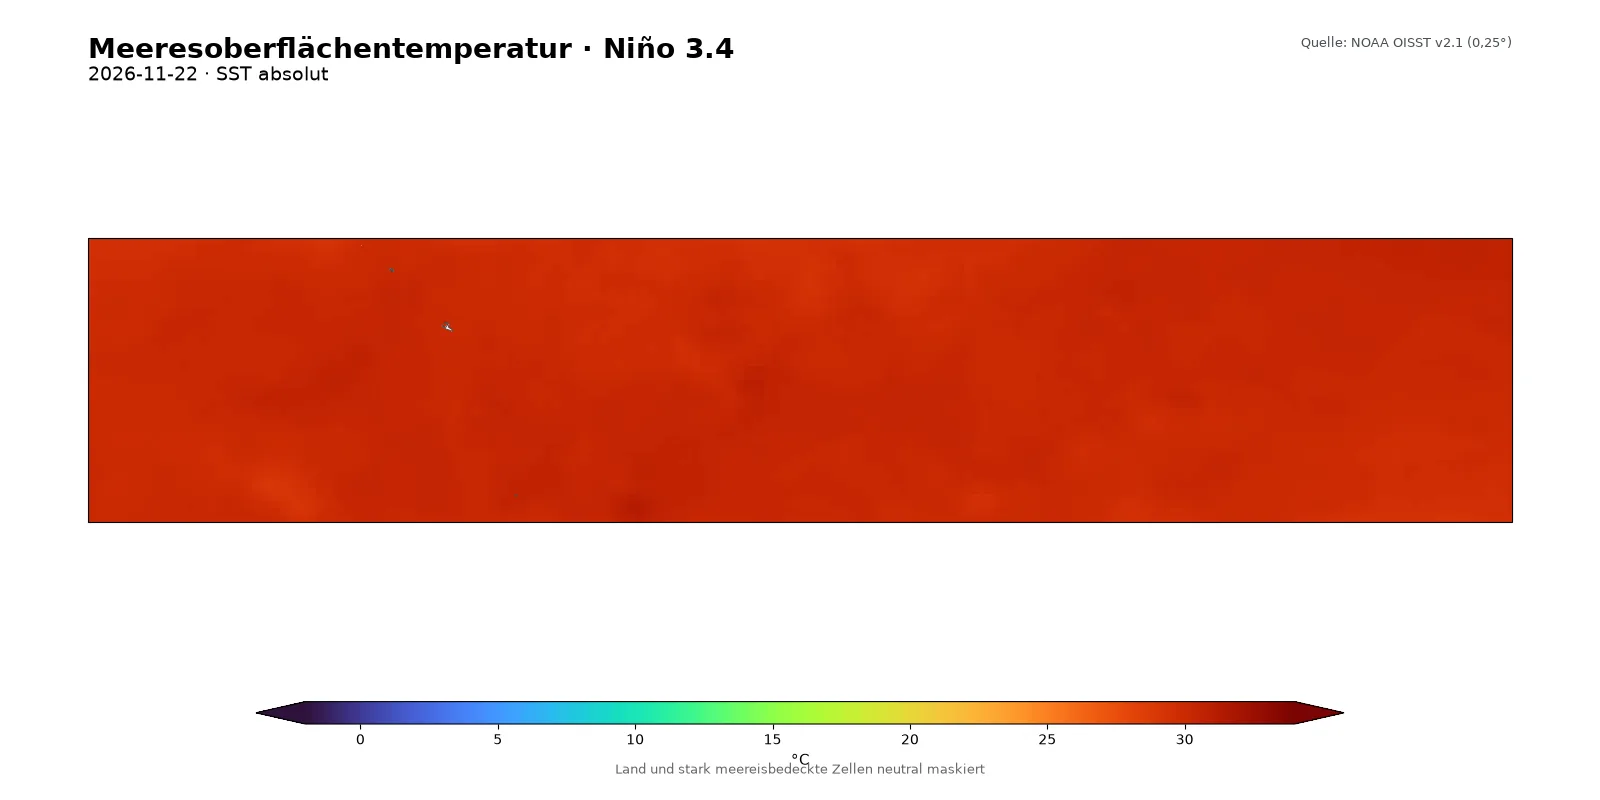 Meeresoberflächentemperatur · Niño 3.4
2026-11-22 · SST absolut
Quelle: NOAA OISST v2.1 (0,25°)
0 5 10 15 20 25 30
°C
Land und stark meereisbedeckte Zellen neutral maskiert